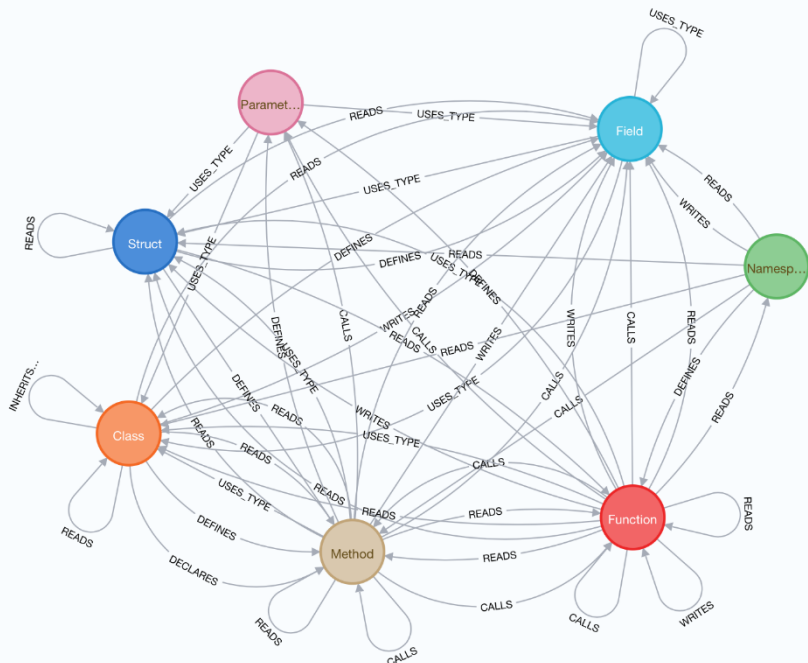 USES_TYPE
Paramet...
READS
USES_TYPE
Field
READS
USES_TYPE
READS
USES_TYPE
WRITES
READS
Struct
USES_TYPE
DEFINES
READS
DEFINES
USES_TYPE
DEFINES
Namesp...
READS
WRITES
CALLS
DEFINES
CALLS
READS
READS
WRITES
WRITES
CALLS
READS
READS
DEFINES
USES_TYPE
INHERITS...
DEFINES
USES_TYPE
CALLS
CALLS
READS
READS
WRITES
Class
READS
USES_TYPE
READS
CALLS
USES_TYPE
READS
READS
READS
Function
READS
READS
DEFINES
Method
READS
DECLARES
CALLS
READS
CALLS
CALLS
WRITES